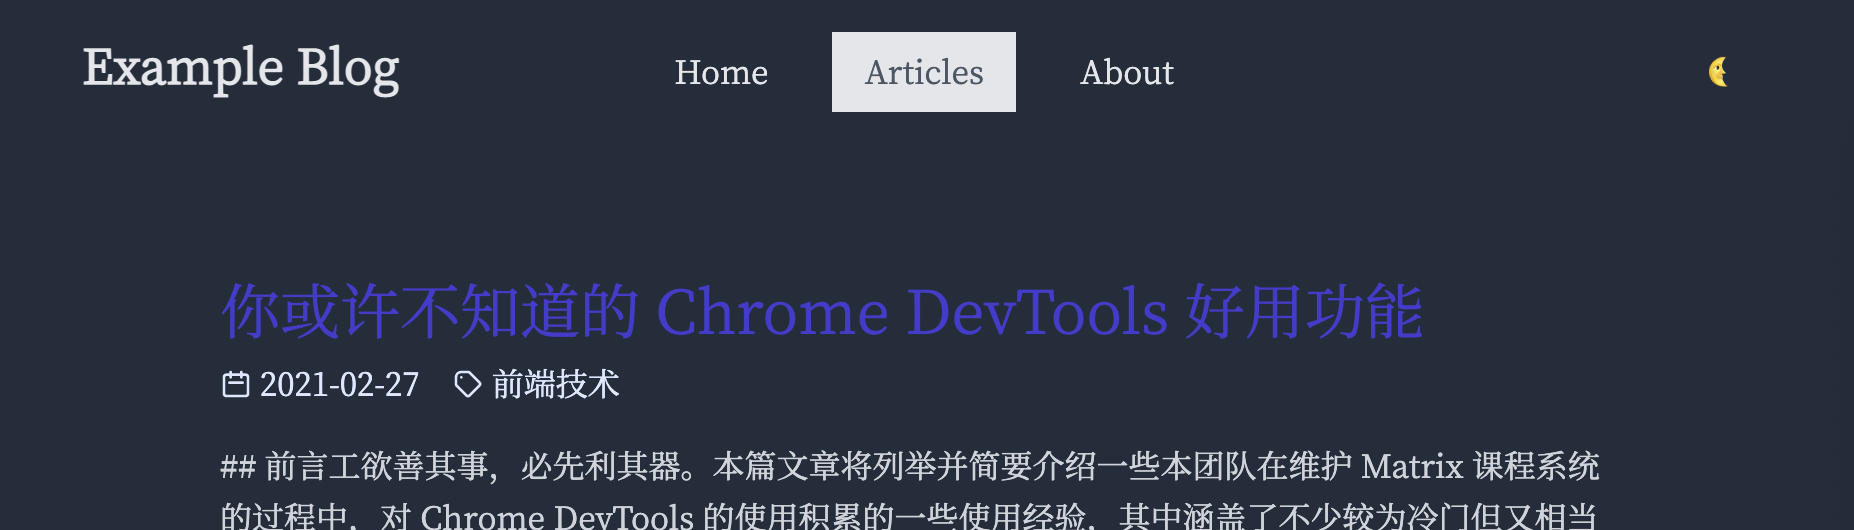 Example Blog
Home Articles About
你或许不知道的 Chrome DevTools 好用功能
2021-02-27 前端技术
## 前言工欲善其事，必先利其器。本篇文章将列举并简要介绍一些本团队在维护 Matrix 课程系统
的过程中，对 Chrome DevTools 的使用积累的一些使用经验，其中涵盖了不少较为冷门但又相当